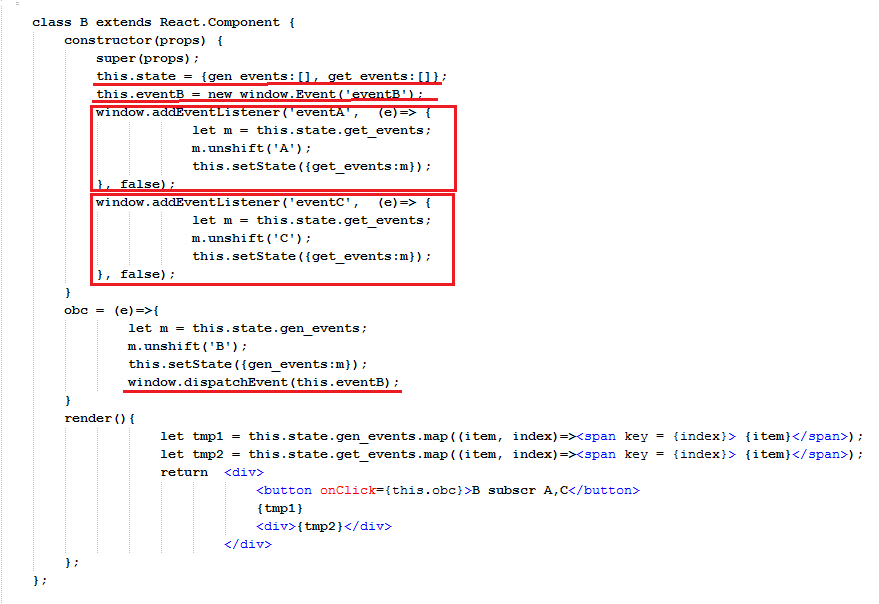 class B extends React.Component {
constructor(props) {
super(props);
this.state = {gen_events:[], get_events:[]};
this.eventB = new window.Event('eventB');
window.addEventListener('eventA',  (e)=> {
let m = this.state.get_events;
m.unshift('A');
this.setState({get_events:m});
}, false);
window.addEventListener('eventC',  (e)=> {
let m = this.state.get_events;
m.unshift('C');
this.setState({get_events:m});
}, false);
}
obc = (e)=>{
let m = this.state.gen_events;
m.unshift('B');
this.setState({gen_events:m});
window.dispatchEvent(this.eventB);
}
render(){
let tmp1 = this.state.gen_events.map((item, index)=><span key = {index}> {item}</span>);
let tmp2 = this.state.get_events.map((item, index)=><span key = {index}> {item}</span>);
return  <div>
<button onClick={this.obc}>B subscr A,C</button>
{tmp1}
<div>{tmp2}</div>
</div>
};
};